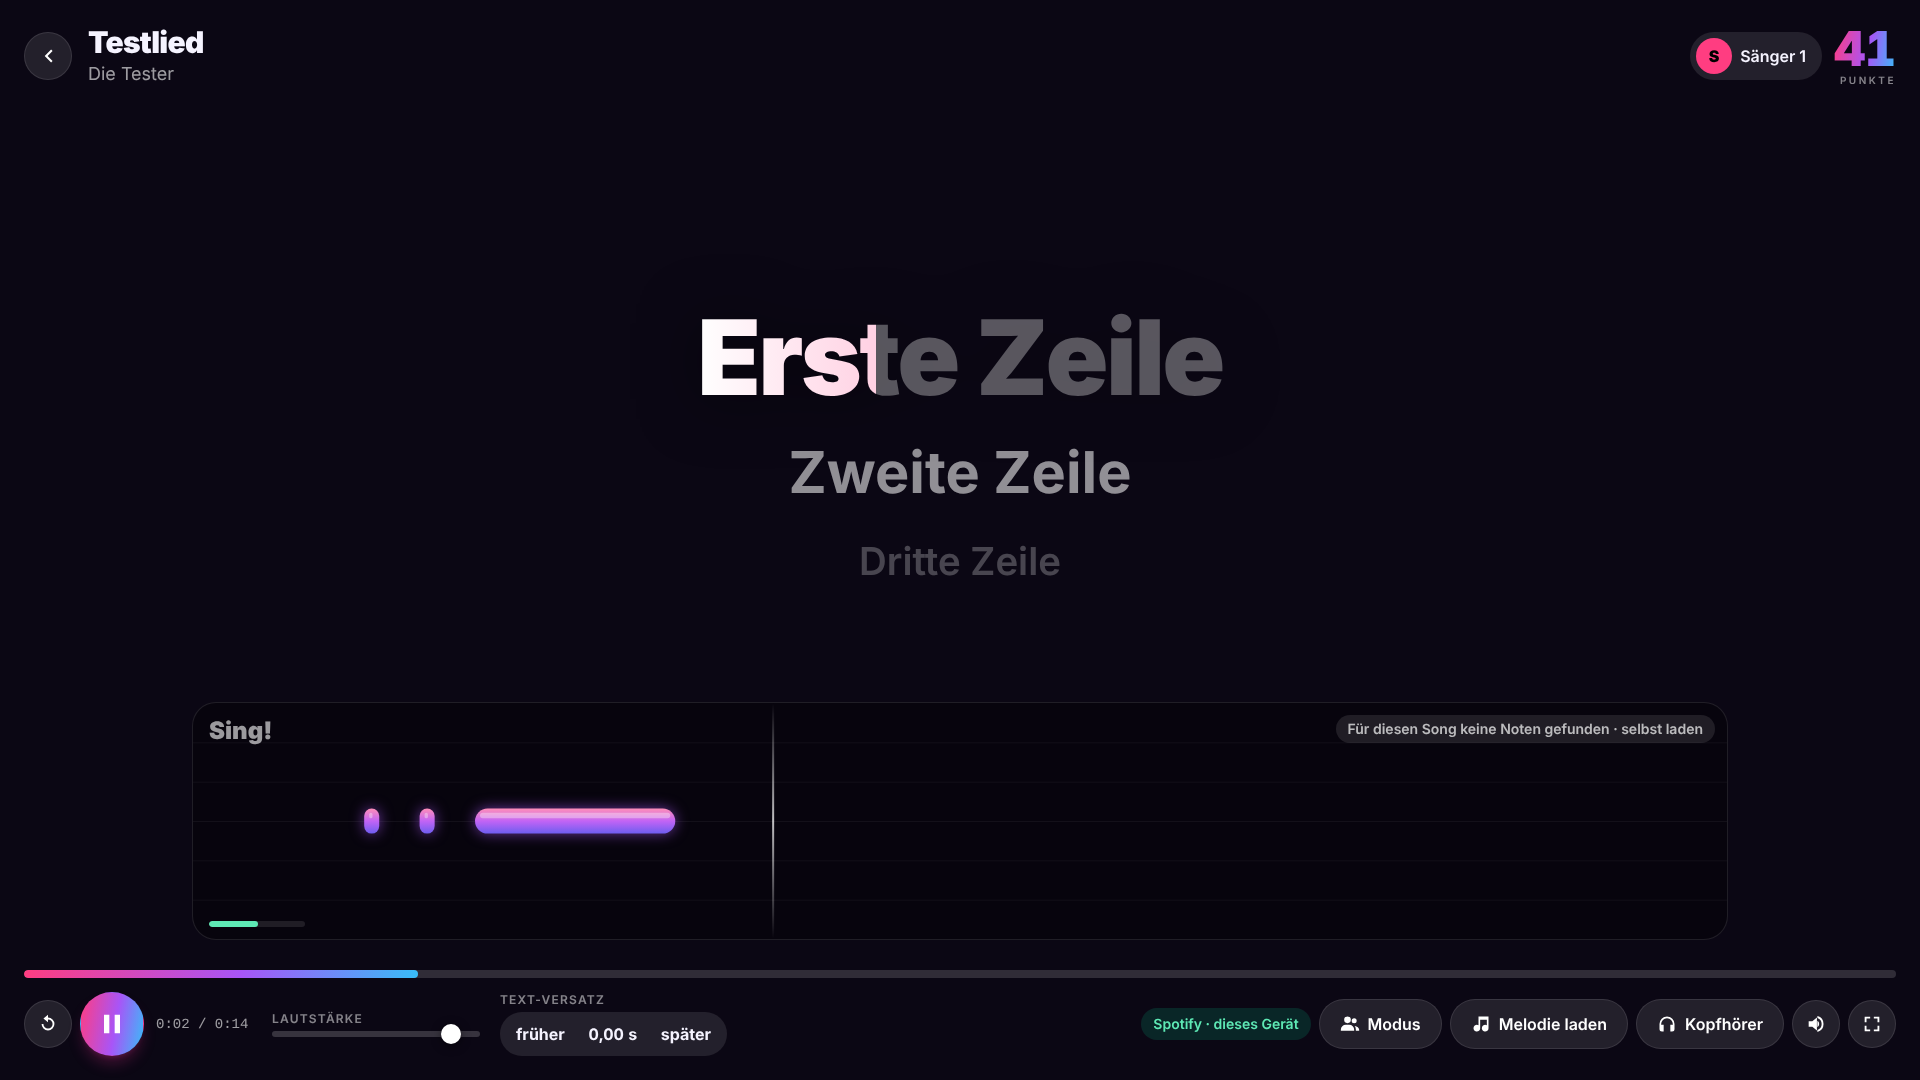 Testlied
Die Tester
S Sänger 1
41
PUNKTE
Erste Zeile
Zweite Zeile
Dritte Zeile
Sing!
Für diesen Song keine Noten gefunden · selbst laden
0:02 / 0:14
LAUTSTÄRKE
TEXT-VERSATZ
früher 0,00 s später
Spotify · dieses Gerät
Modus
Melodie laden
Kopfhörer